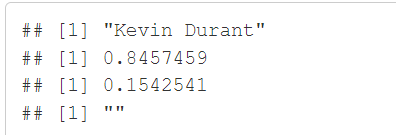 ## [1] "Kevin Durant"
## [1] 0.8457459
## [1] 0.1542541
## [1] ""